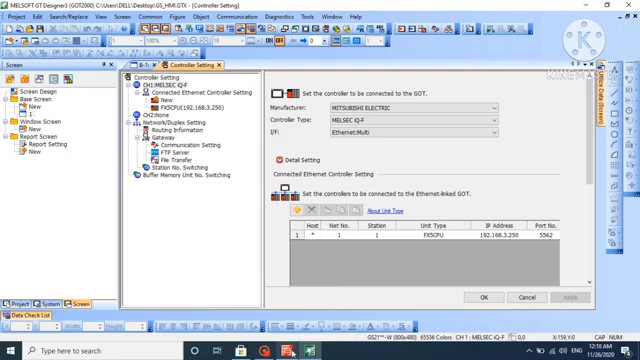 MELSOFT GT Designer3 (GOT2000) C:\Users\DELL\Desktop\GS_HMI.GTX - [Controller Setting]
Project Edit Search/Replace View Screen Common Figure Object Communication Diagnostics Tools Window Help
Screen
B-1:
Controller Setting
KINEMA
Screen Design
Base Screen
New
1
Window Screen
New
Report Screen
Report Setting
New
Controller Setting
CH1:MELSEC iQ-F
Connected Ethernet Controller Setting
New
FX5CPU(192.168.3.250)
CH2:None
Network/Duplex Setting
Routing Information
Gateway
Communication Setting
FTP Server
File Transfer
Station No. Switching
Buffer Memory Unit No. Switching
Set the controller to be connected to the GOT.
Manufacturer: MITSUBISHI ELECTRIC
Controller Type: MELSEC iQ-F
I/F: Ethernet:Multi
Detail Setting
Connected Ethernet Controller Setting
Set the controllers to be connected to the Ethernet-linked GOT.
About Unit Type
Host Net No. Station Unit Type IP Address Port No.
1 * 1 1 FX5CPU 192.168.3.250 5562
OK Cancel Apply
Project System Screen
Data Check List
GS21**-W (800x480) 65536 Colors CH 1 : MELSEC iQ-F 0,0 X:159,Y:0 CAP NUM
Type here to search
ENG
12:10 AM
11/26/2020